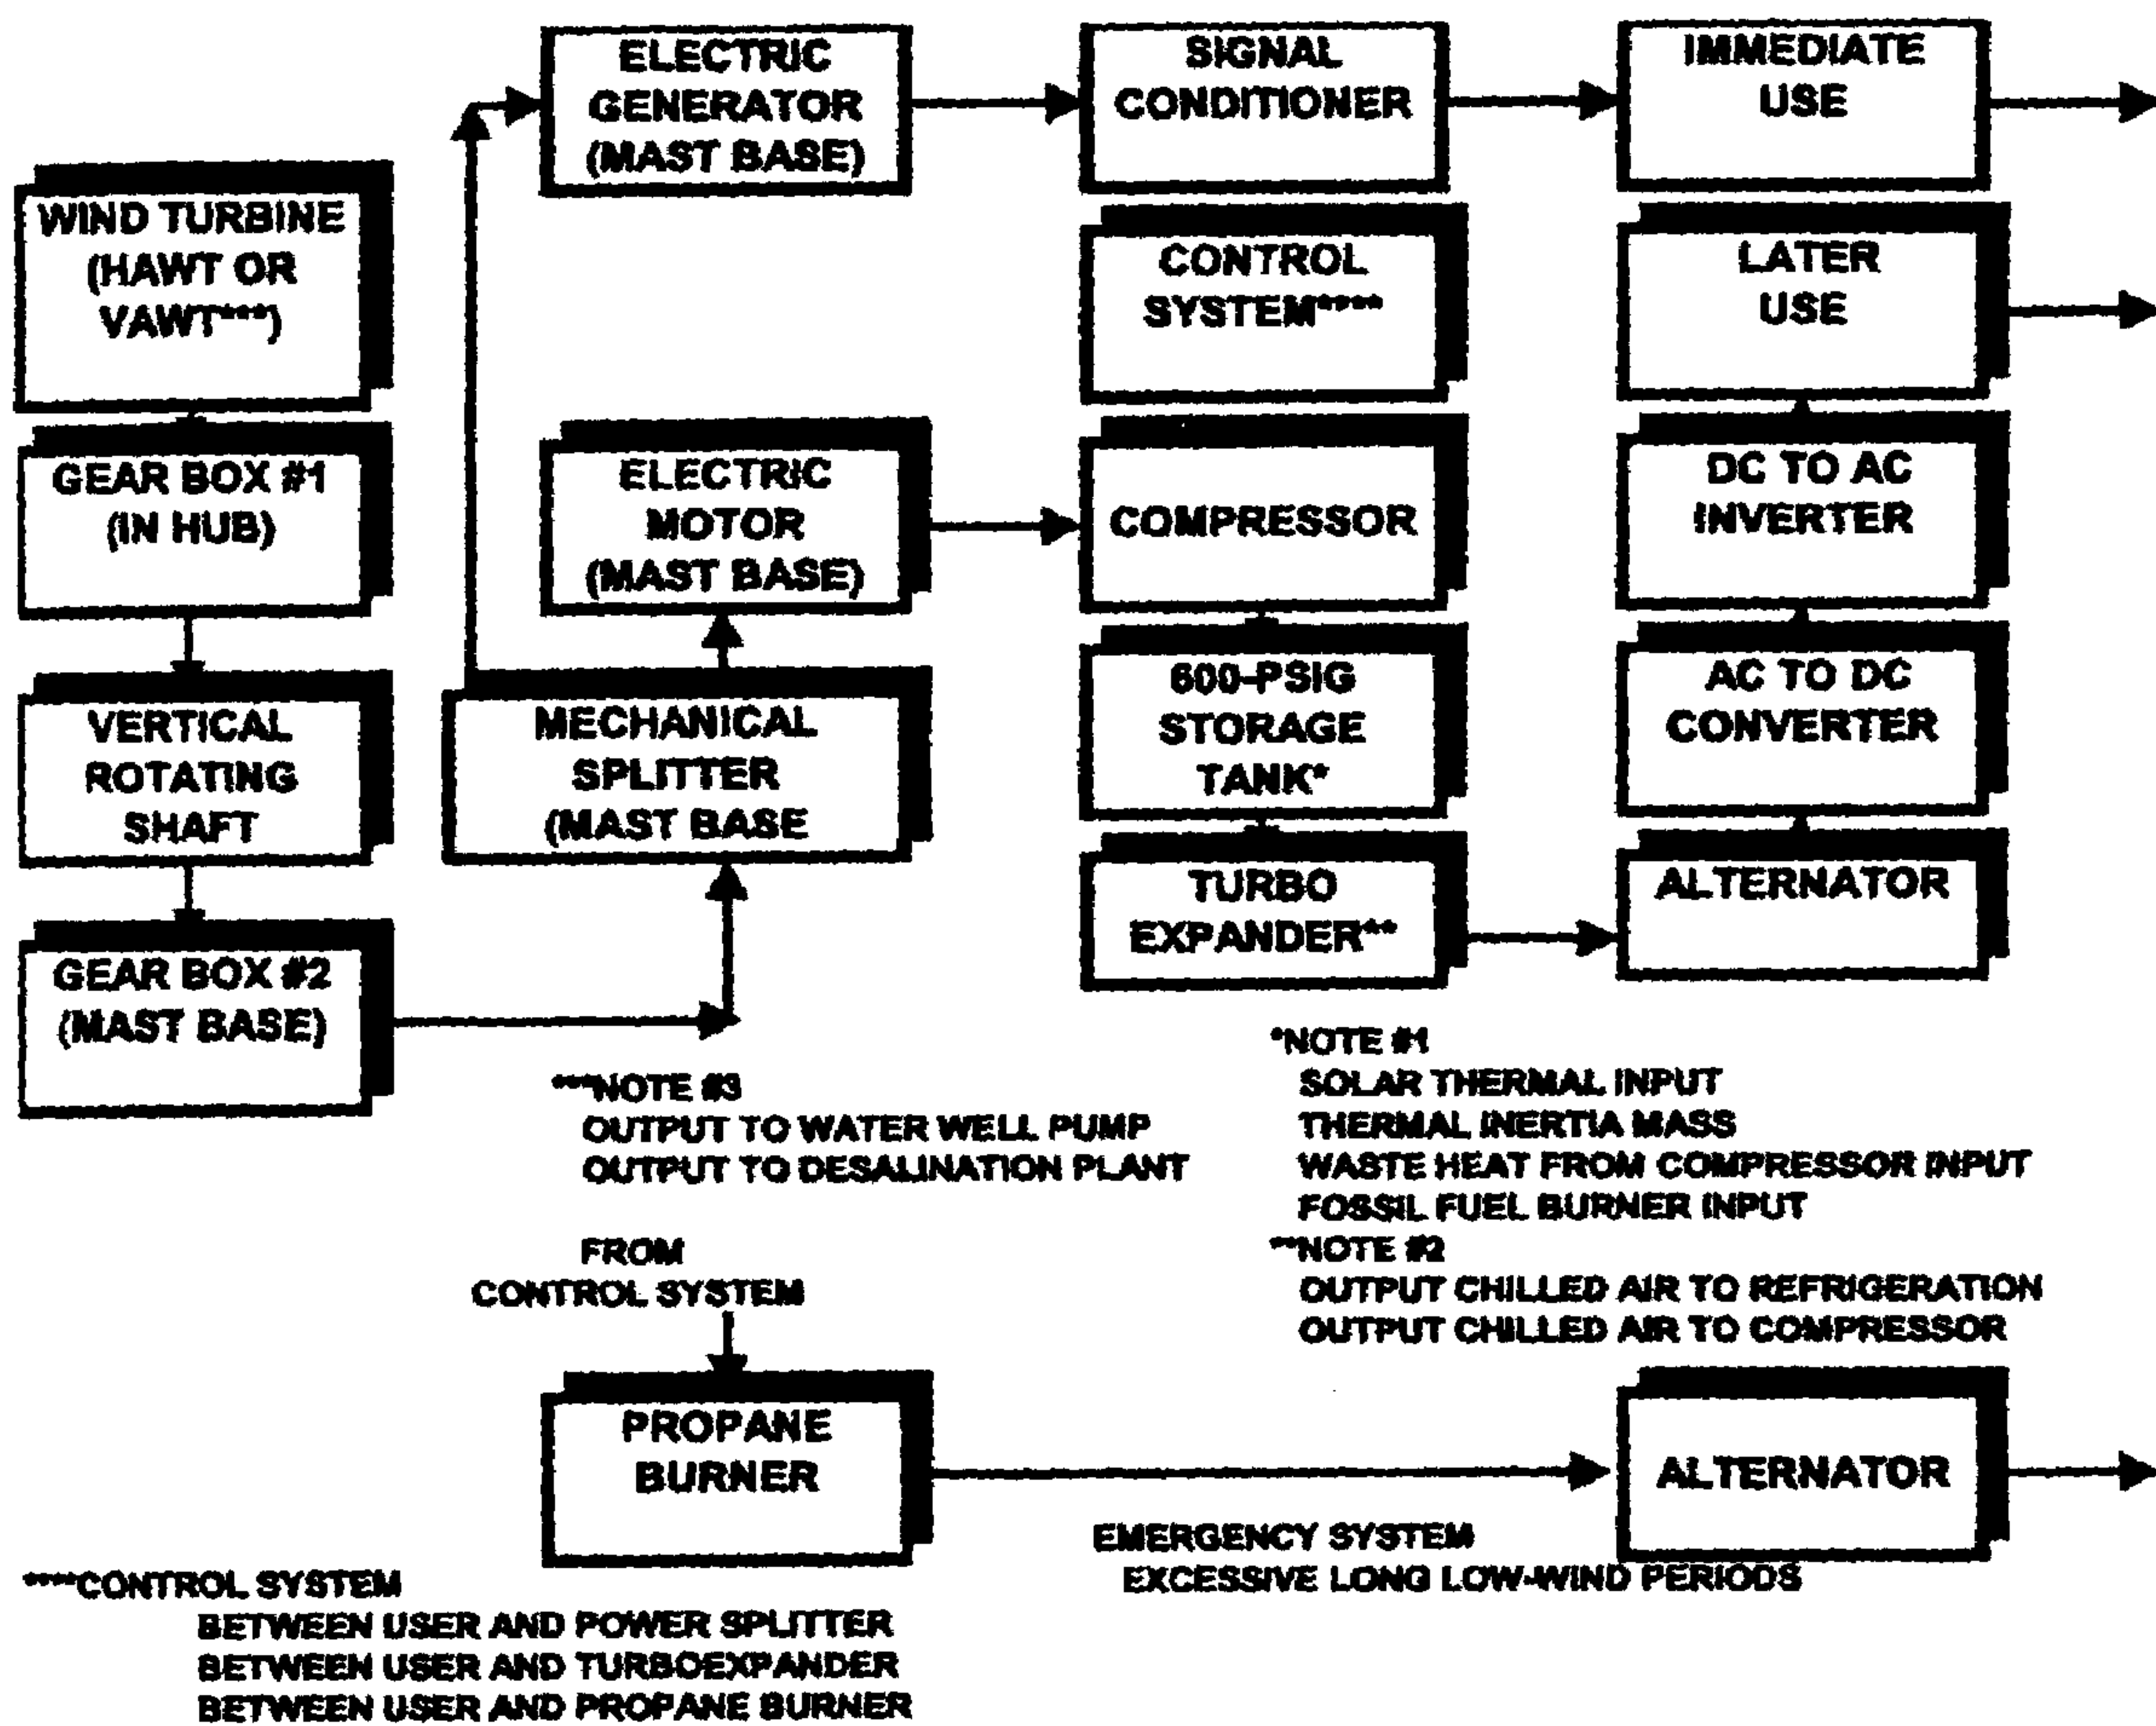 ELECTRIC
GENERATOR
(MAST BASE)
SIGNAL
CONDITIONER
IMMEDIATE
USE
WIND TURBINE
(HAWT OR
VAWT***)
CONTROL
SYSTEM****
LATER
USE
GEAR BOX #1
(IN HUB)
ELECTRIC
MOTOR
(MAST BASE)
COMPRESSOR
DC TO AC
INVERTER
VERTICAL
ROTATING
SHAFT
MECHANICAL
SPLITTER
(MAST BASE
600-PSIG
STORAGE
TANK*
AC TO DC
CONVERTER
TURBO
EXPANDER**
ALTERNATOR
GEAR BOX #2
(MAST BASE)
***NOTE #3
OUTPUT TO WATER WELL PUMP
OUTPUT TO DESALINATION PLANT
*NOTE #1
SOLAR THERMAL INPUT
THERMAL INERTIA MASS
WASTE HEAT FROM COMPRESSOR INPUT
FOSSIL FUEL BURNER INPUT
**NOTE #2
OUTPUT CHILLED AIR TO REFRIGERATION
OUTPUT CHILLED AIR TO COMPRESSOR
FROM
CONTROL SYSTEM
PROPANE
BURNER
ALTERNATOR
EMERGENCY SYSTEM
EXCESSIVE LONG LOW-WIND PERIODS
****CONTROL SYSTEM
BETWEEN USER AND POWER SPLITTER
BETWEEN USER AND TURBOEXPANDER
BETWEEN USER AND PROPANE BURNER